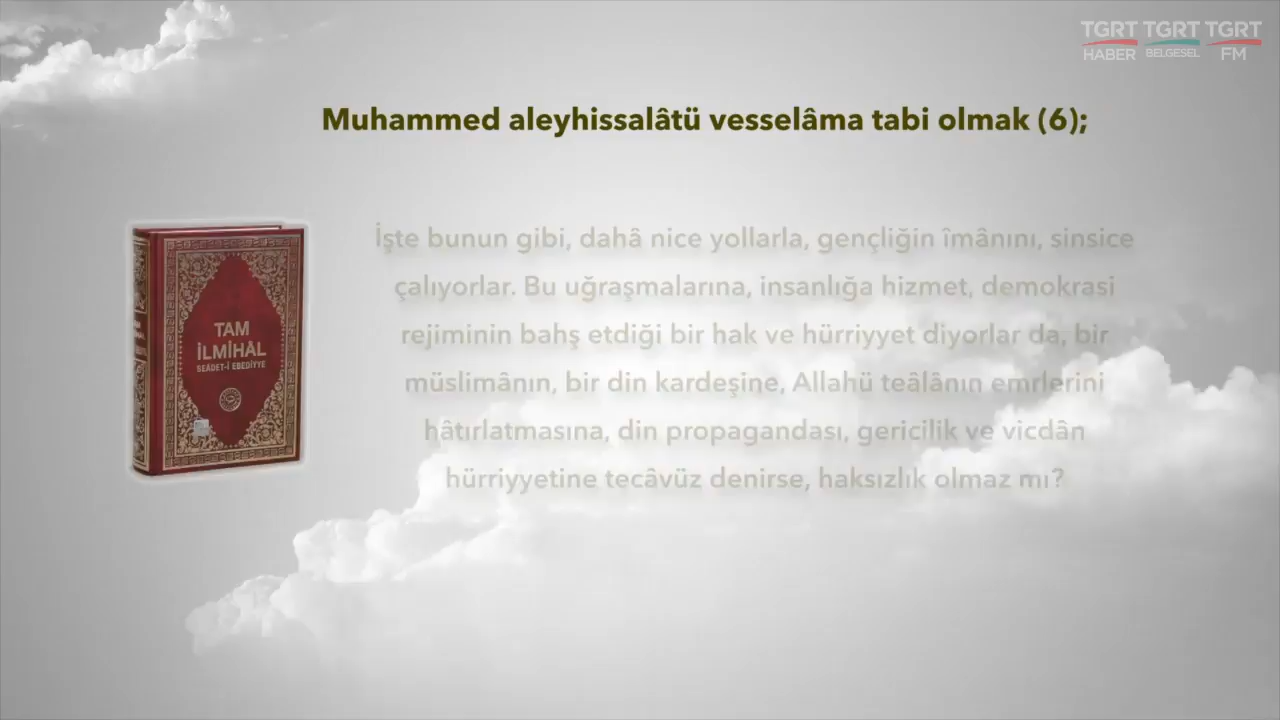 TGRT TGRT TGRT
HABER BELGESEL FM
Muhammed aleyhissalâtü vesselâma tabi olmak (6);
İşte bunun gibi, dahâ nice yollarla, gençliğin îmânını, sinsice
çalıyorlar. Bu uğraşmalarına, insanlığa hizmet, demokrasi
rejiminin bahş etdiği bir hak ve hürriyyet diyorlar da, bir
müslimânın, bir din kardeşine, Allahü teâlânın emrlerini
hâtırlatmasına, din propagandası, gericilik ve vicdân
hürriyyetine tecâvüz denirse, haksızlık olmaz mı?
TAM
İLMİHÂL
SEÂDET-İ EBEDİYYE